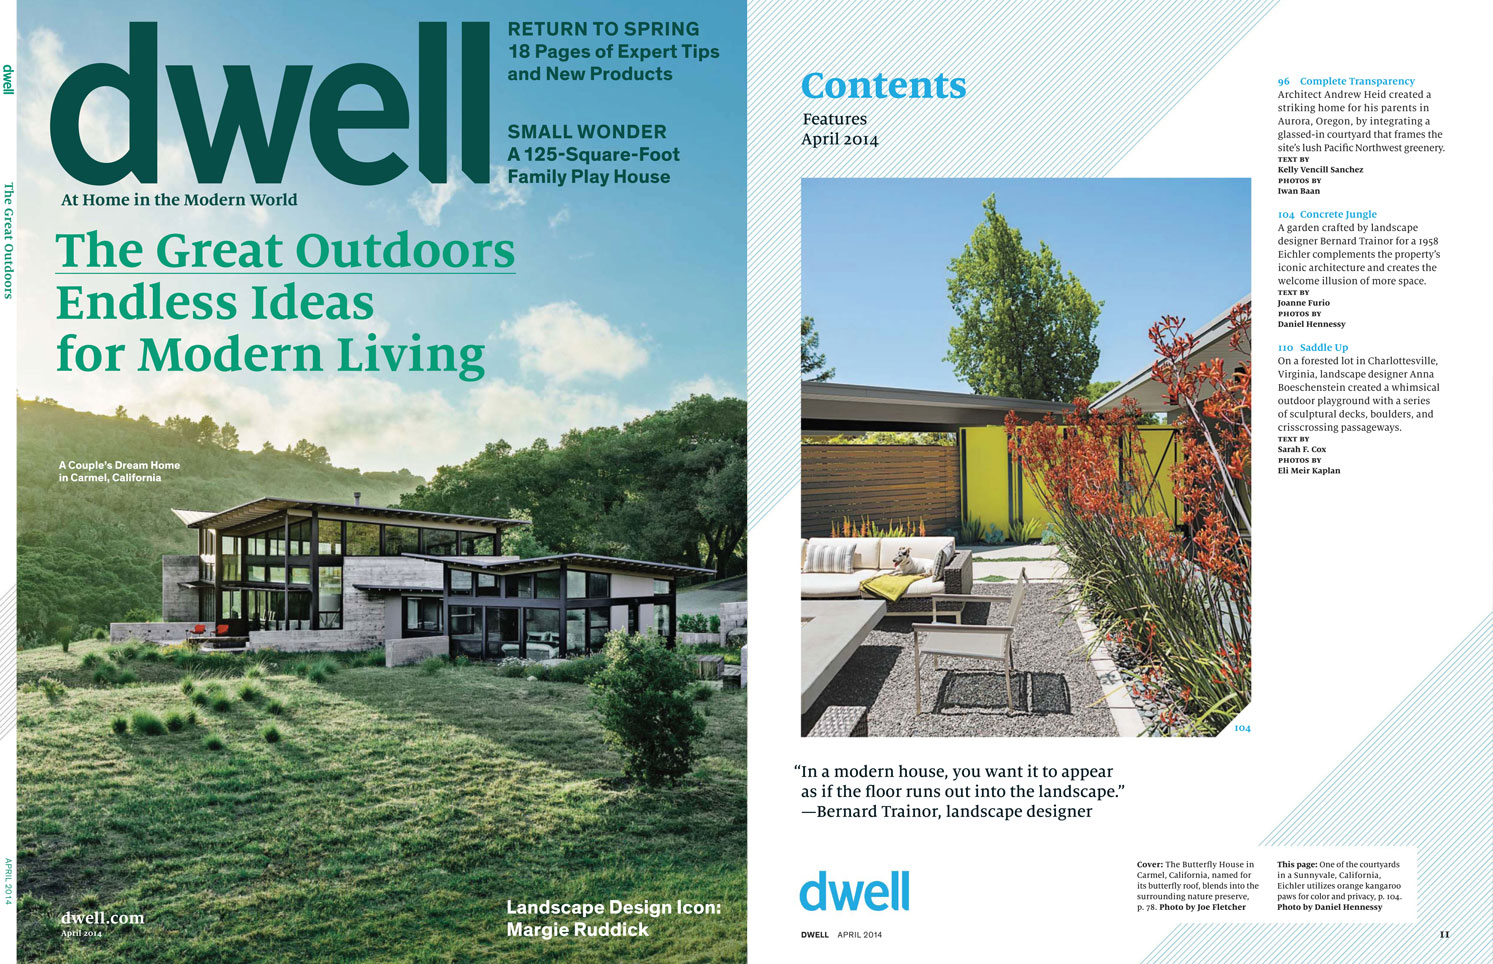 dwell
The Great Outdoors
APRIL 2014
dwell
At Home in the Modern World
RETURN TO SPRING
18 Pages of Expert Tips
and New Products
SMALL WONDER
A 125-Square-Foot
Family Play House
The Great Outdoors
Endless Ideas
for Modern Living
A Couple's Dream Home
in Carmel, California
dwell.com
April 2014
Landscape Design Icon:
Margie Ruddick
Contents
Features
April 2014
104
“In a modern house, you want it to appear
as if the floor runs out into the landscape.”
—Bernard Trainor, landscape designer
96 Complete Transparency
Architect Andrew Heid created a
striking home for his parents in
Aurora, Oregon, by integrating a
glassed-in courtyard that frames the
site's lush Pacific Northwest greenery.
TEXT BY
Kelly Vencill Sanchez
PHOTOS BY
Iwan Baan
104 Concrete Jungle
A garden crafted by landscape
designer Bernard Trainor for a 1958
Eichler complements the property's
iconic architecture and creates the
welcome illusion of more space.
TEXT BY
Joanne Furio
PHOTOS BY
Daniel Hennessy
110 Saddle Up
On a forested lot in Charlottesville,
Virginia, landscape designer Anna
Boeschenstein created a whimsical
outdoor playground with a series
of sculptural decks, boulders, and
crisscrossing passageways.
TEXT BY
Sarah F. Cox
PHOTOS BY
Eli Meir Kaplan
dwell
DWELL APRIL 2014
Cover: The Butterfly House in
Carmel, California, named for
its butterfly roof, blends into the
surrounding nature preserve,
p. 78. Photo by Joe Fletcher
This page: One of the courtyards
in a Sunnyvale, California,
Eichler utilizes orange kangaroo
paws for color and privacy, p. 104.
Photo by Daniel Hennessy
11